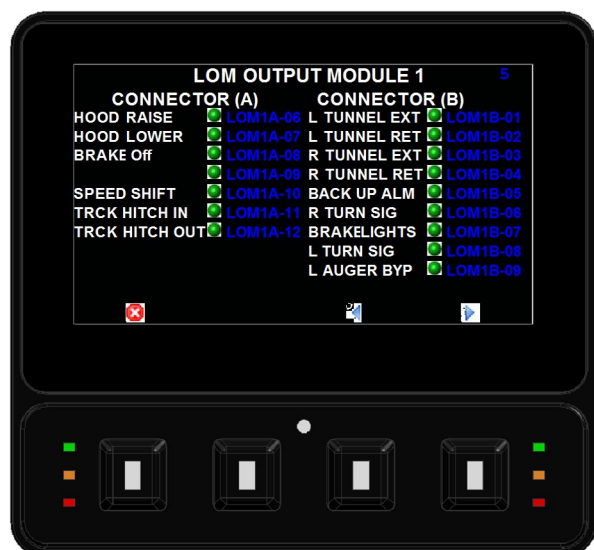 LOM OUTPUT MODULE 1 5
CONNECTOR (A) CONNECTOR (B)
HOOD RAISE LOM1A-06 L TUNNEL EXT LOM1B-01
HOOD LOWER LOM1A-07 L TUNNEL RET LOM1B-02
BRAKE Off LOM1A-08 R TUNNEL EXT LOM1B-03
LOM1A-09 R TUNNEL RET LOM1B-04
SPEED SHIFT LOM1A-10 BACK UP ALM LOM1B-05
TRCK HITCH IN LOM1A-11 R TURN SIG LOM1B-06
TRCK HITCH OUT LOM1A-12 BRAKELIGHTS LOM1B-07
L TURN SIG LOM1B-08
L AUGER BYP LOM1B-09